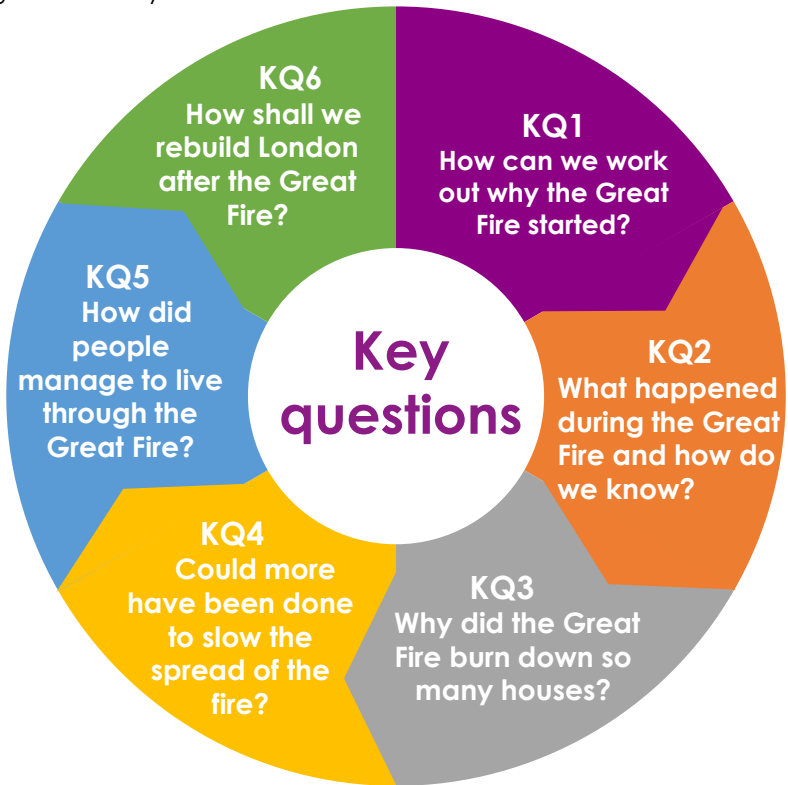 KQ6
How shall we
rebuild London
after the Great
Fire?
KQ1
How can we work
out why the Great
Fire started?
KQ5
How did
people
manage to live
through the
Great Fire?
Key
questions
KQ2
What happened
during the Great
Fire and how do
we know?
KQ4
Could more
have been done
to slow the
spread of the
fire?
KQ3
Why did the Great
Fire burn down so
many houses?